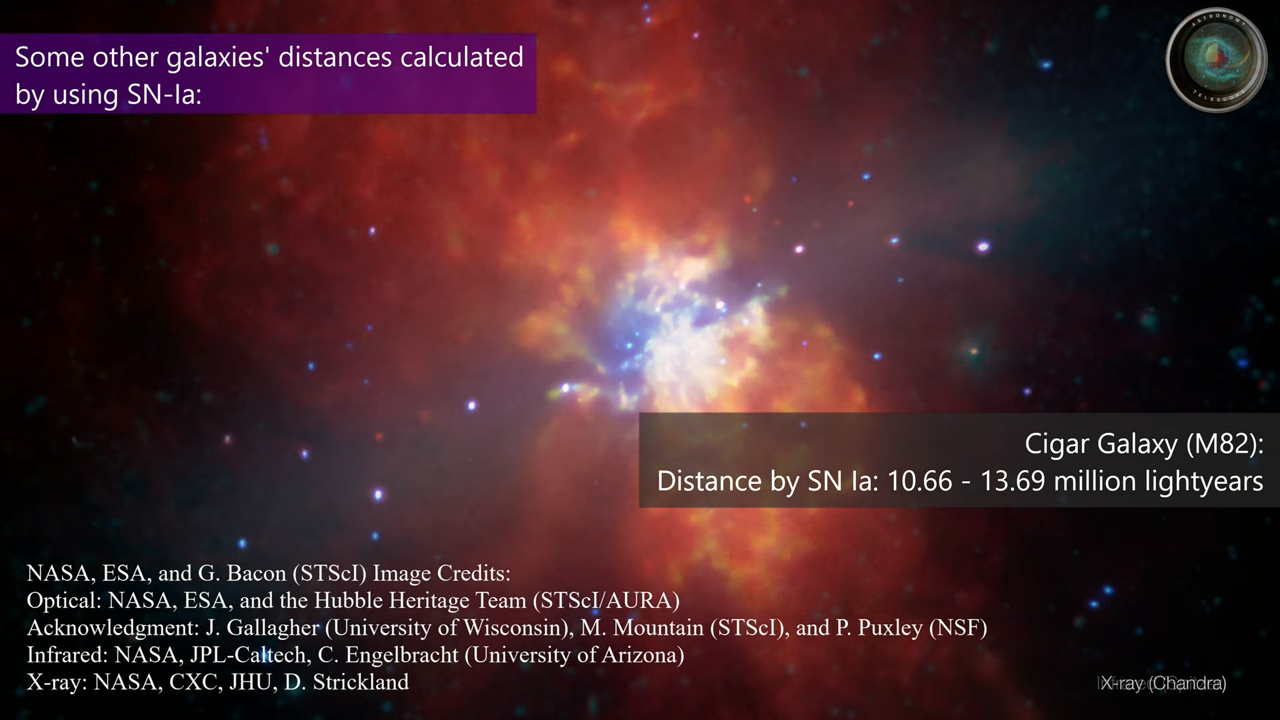 Some other galaxies' distances calculated
by using SN-Ia:
ASTRONOMY
Cigar Galaxy (M82):
Distance by SN Ia: 10.66 - 13.69 million lightyears
NASA, ESA, and G. Bacon (STScI) Image Credits:
Optical: NASA, ESA, and the Hubble Heritage Team (STScI/AURA)
Acknowledgment: J. Gallagher (University of Wisconsin), M. Mountain (STScI), and P. Puxley (NSF)
Infrared: NASA, JPL-Caltech, C. Engelbracht (University of Arizona)
X-ray: NASA, CXC, JHU, D. Strickland
X-ray (Chandra)